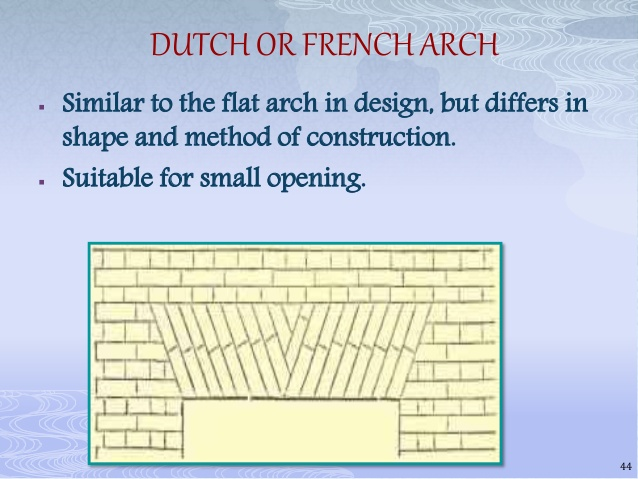 DUTCH OR FRENCH ARCH
▪ Similar to the flat arch in design, but differs in
shape and method of construction.
▪ Suitable for small opening.
44